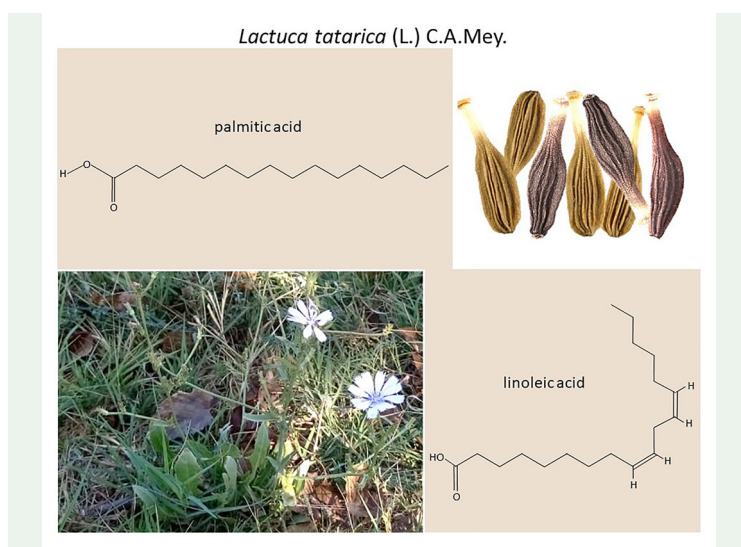 Lactuca tatarica (L.) C.A.Mey.
palmitic acid
H
O
O
linoleic acid
H
H
HO
H
O
H